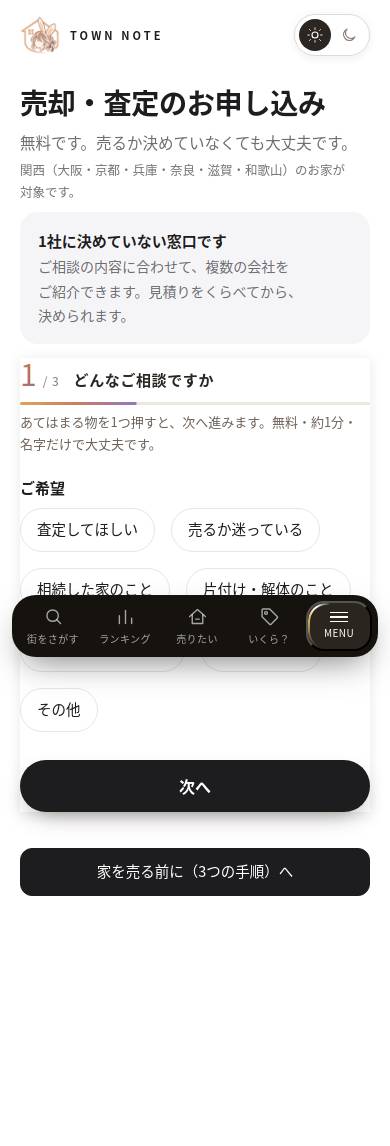 TOWN NOTE
売却・査定のお申し込み
無料です。売るか決めていなくても大丈夫です。
関西（大阪・京都・兵庫・奈良・滋賀・和歌山）のお家が
対象です。
1社に決めていない窓口です
ご相談の内容に合わせて、複数の会社を
ご紹介できます。見積りをくらべてから、
決められます。
1 / 3 どんなご相談ですか
あてはまる物を1つ押すと、次へ進みます。無料・約1分・
名字だけで大丈夫です。
ご希望
査定してほしい 売るか迷っている
相続した家のこと 片付け・解体のこと
街をさがす ランキング 売りたい いくら？ MENU
その他
次へ
家を売る前に（3つの手順）へ